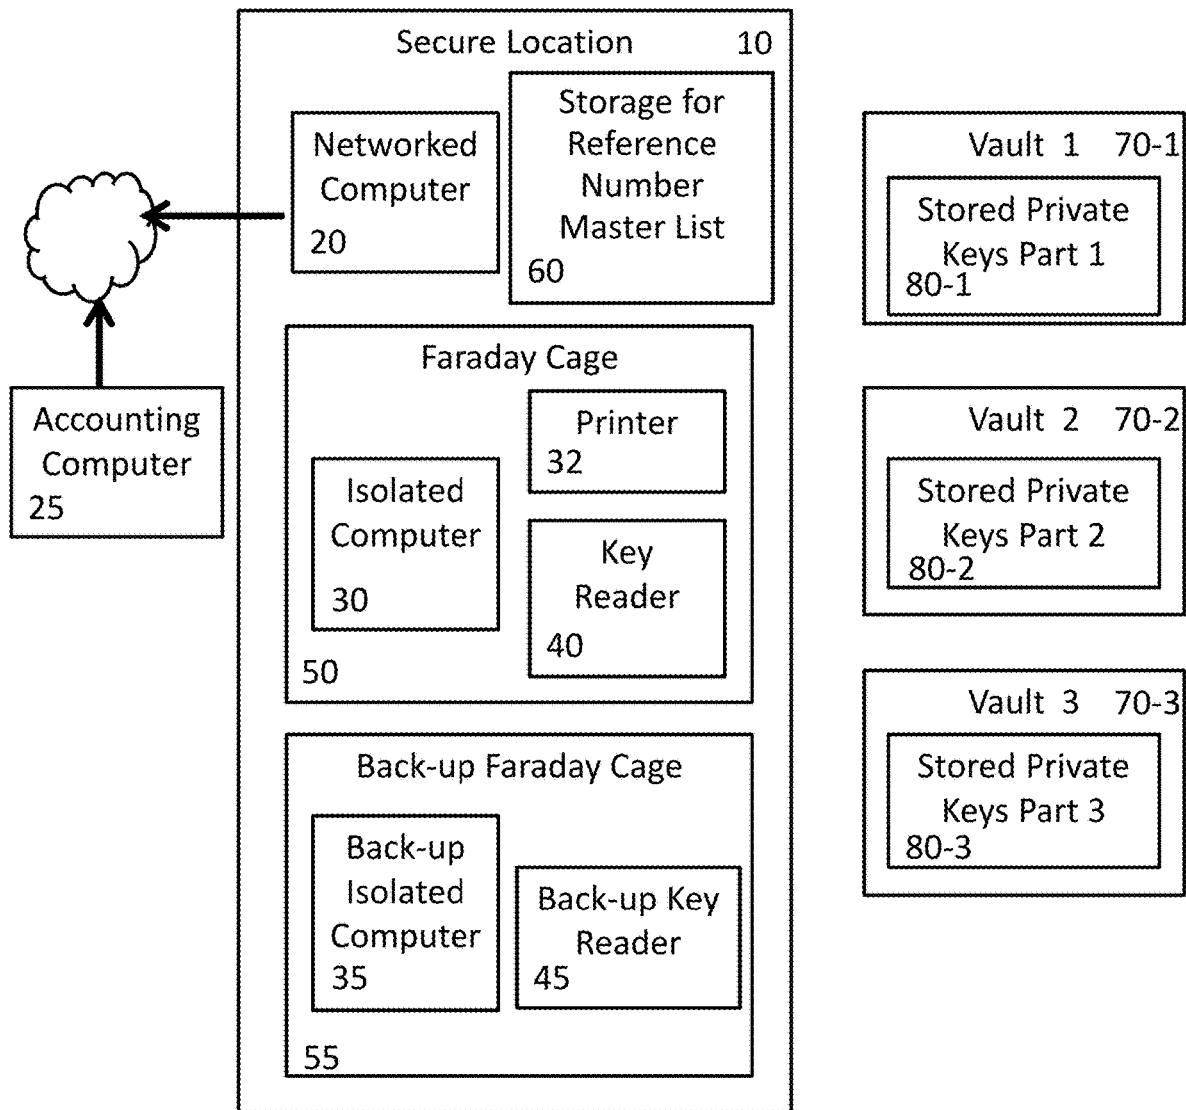 Secure Location 10
Networked
Computer
20
Storage for
Reference
Number
Master List
60
Accounting
Computer
25
Faraday Cage
Printer
32
Isolated
Computer
30
Key
Reader
40
50
Back-up Faraday Cage
Back-up
Isolated
Computer
35
Back-up Key
Reader
45
55
Vault 1 70-1
Stored Private
Keys Part 1
80-1
Vault 2 70-2
Stored Private
Keys Part 2
80-2
Vault 3 70-3
Stored Private
Keys Part 3
80-3